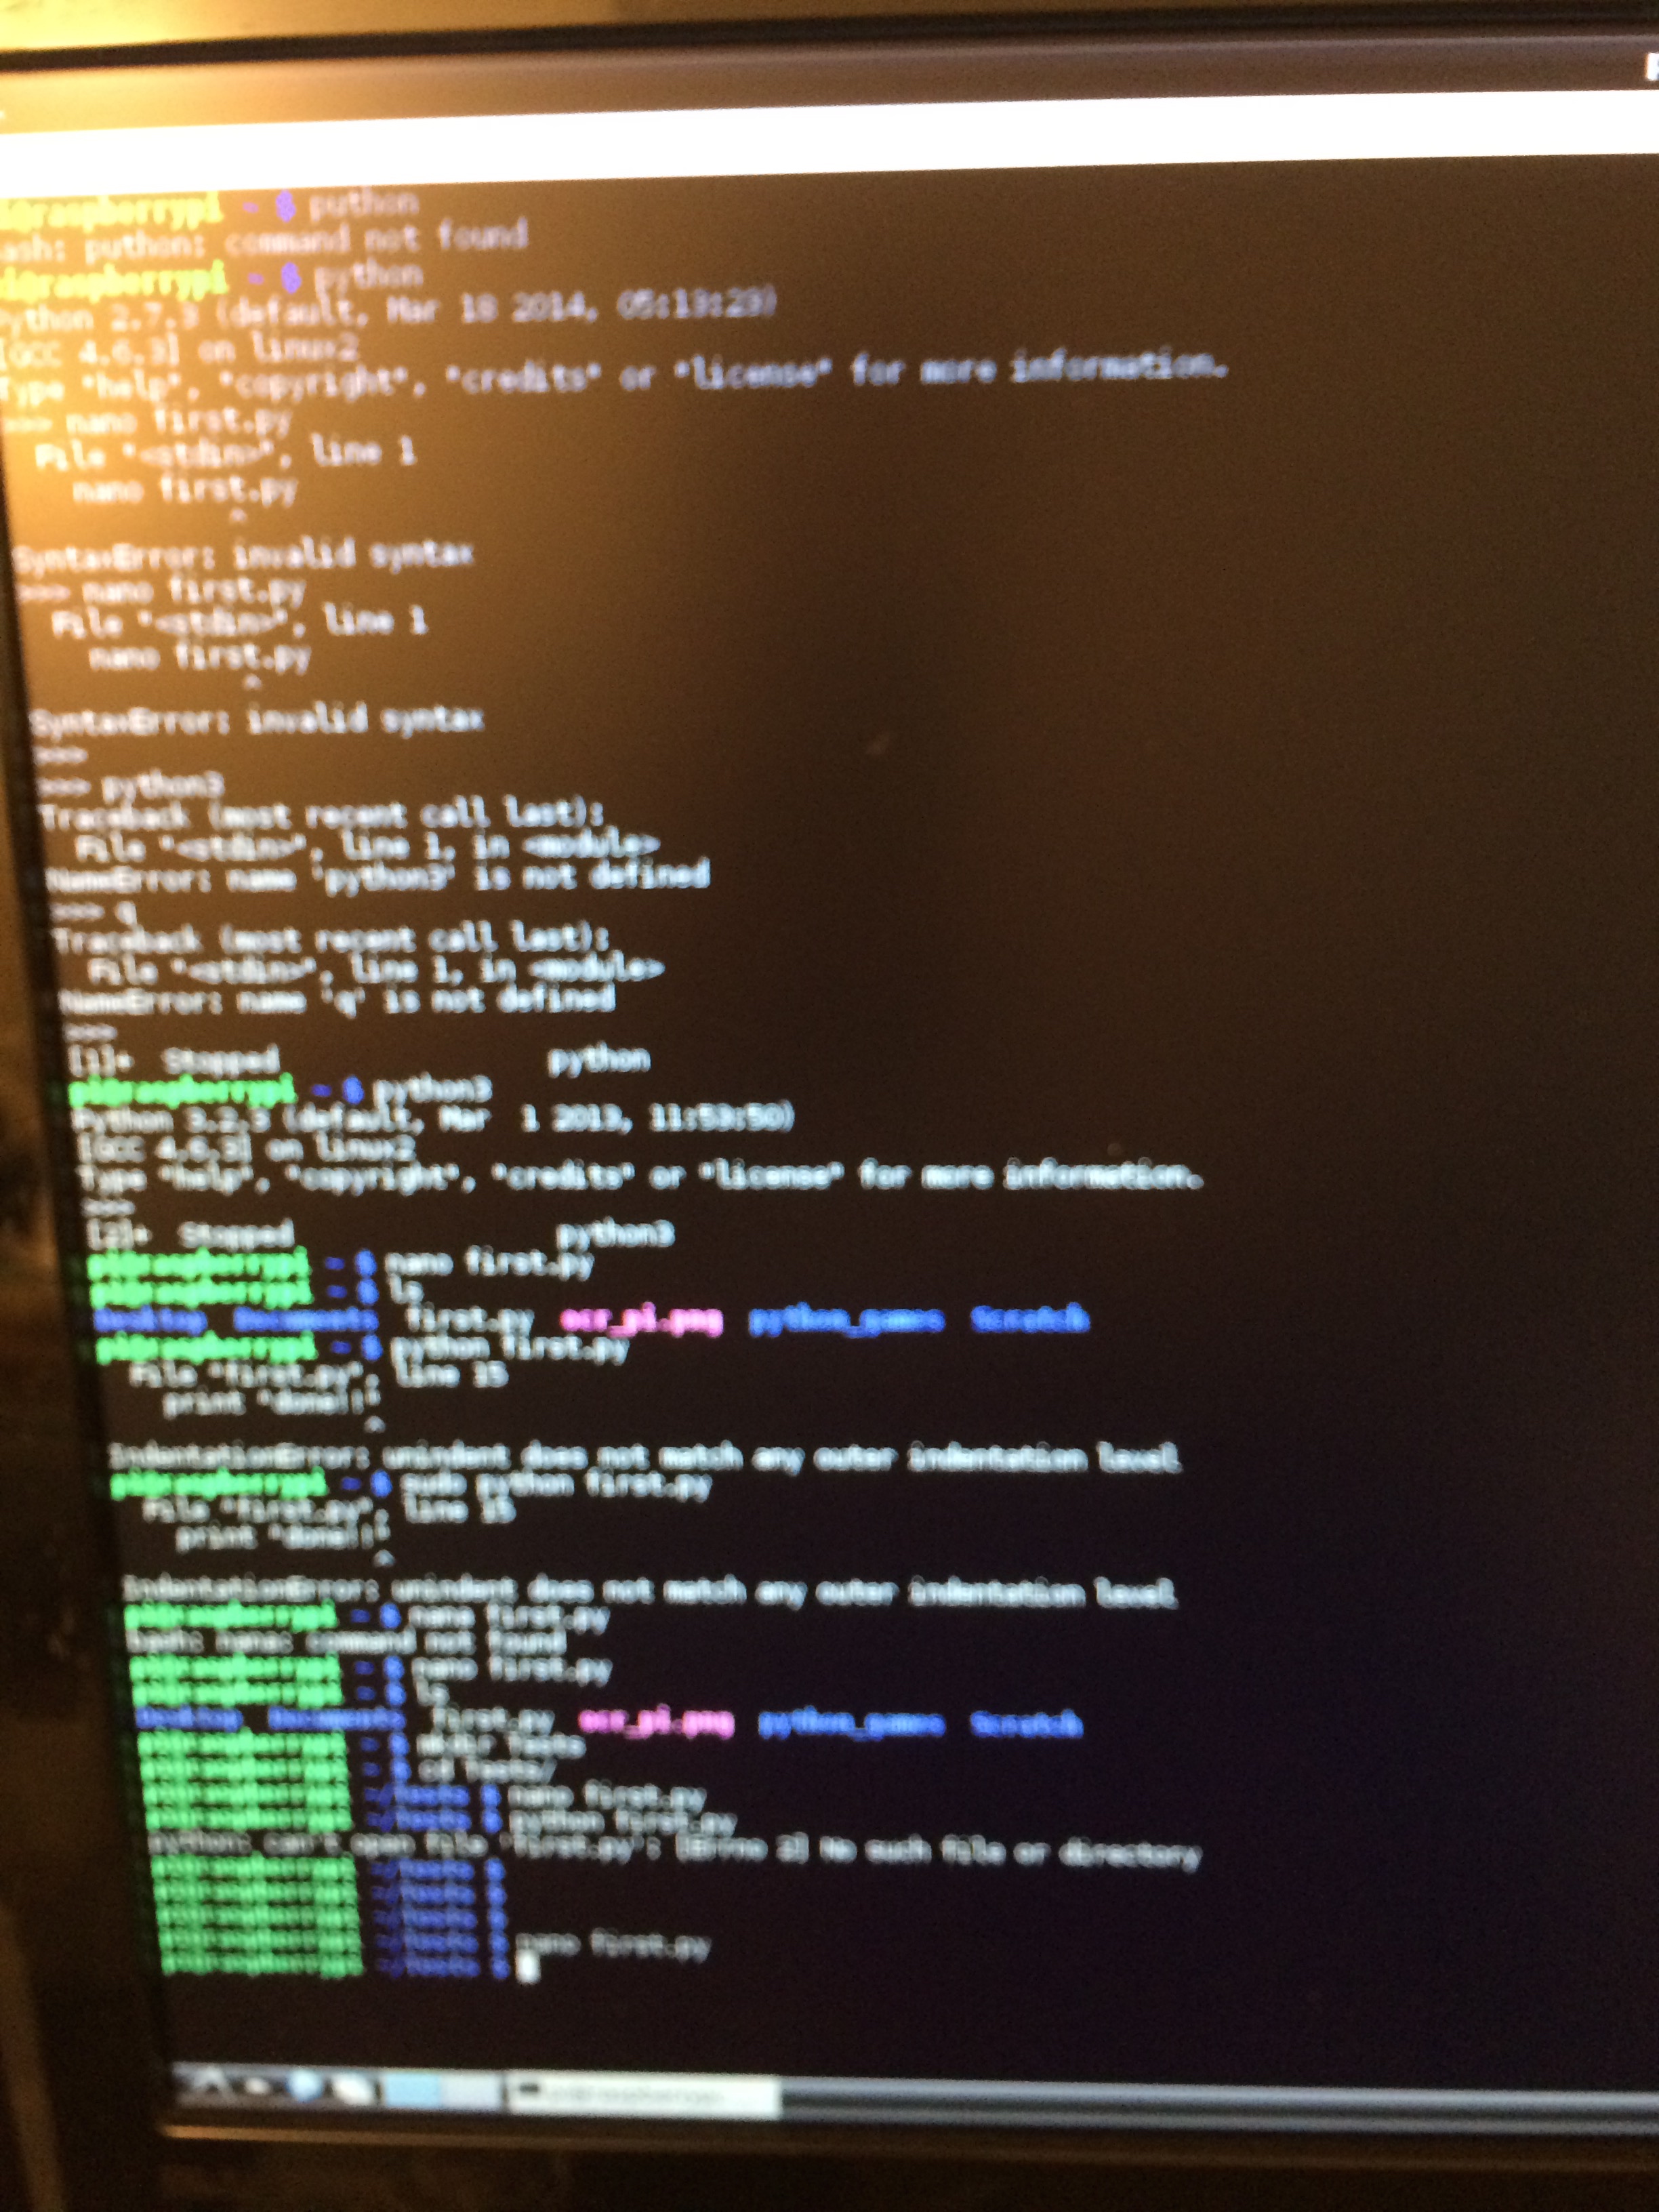 i@raspberrypi ~ $ puthon
ash: puthon: command not found
pi@raspberrypi ~ $ python
Python 2.7.3 (default, Mar 18 2014, 05:13:23)
[GCC 4.6.3] on linux2
Type "help", "copyright", "credits" or "license" for more information.
>>> nano first.py
File "<stdin>", line 1
nano first.py
^
SyntaxError: invalid syntax
>>> nano first.py
File "<stdin>", line 1
nano first.py
^
SyntaxError: invalid syntax
>>>
>>> python3
Traceback (most recent call last):
File "<stdin>", line 1, in <module>
NameError: name 'python3' is not defined
>>> q
Traceback (most recent call last):
File "<stdin>", line 1, in <module>
NameError: name 'q' is not defined
>>>
[1]+ Stopped python
pi@raspberrypi ~ $ python3
Python 3.2.3 (default, Mar 1 2013, 11:53:50)
[GCC 4.6.3] on linux2
Type "help", "copyright", "credits" or "license" for more information.
>>>
[2]+ Stopped python3
pi@raspberrypi ~ $ nano first.py
pi@raspberrypi ~ $ ls
Desktop Documents first.py ocr_pi.png python_games Scratch
pi@raspberrypi ~ $ python first.py
File "first.py", line 15
print "done!!"
^
IndentationError: unindent does not match any outer indentation level
pi@raspberrypi ~ $ sudo python first.py
File "first.py", line 15
print "done!!"
^
IndentationError: unindent does not match any outer indentation level
pi@raspberrypi ~ $ nana first.py
bash: nana: command not found
pi@raspberrypi ~ $ nano first.py
pi@raspberrypi ~ $ ls
Desktop Documents first.py ocr_pi.png python_games Scratch
pi@raspberrypi ~ $ mkdir tests
pi@raspberrypi ~ $ cd tests/
pi@raspberrypi ~/tests $ nano first.py
pi@raspberrypi ~/tests $ python first.py
python: can't open file 'first.py': [Errno 2] No such file or directory
pi@raspberrypi ~/tests $
pi@raspberrypi ~/tests $
pi@raspberrypi ~/tests $
pi@raspberrypi ~/tests $ nano first.py
pi@raspberrypi ~/tests $